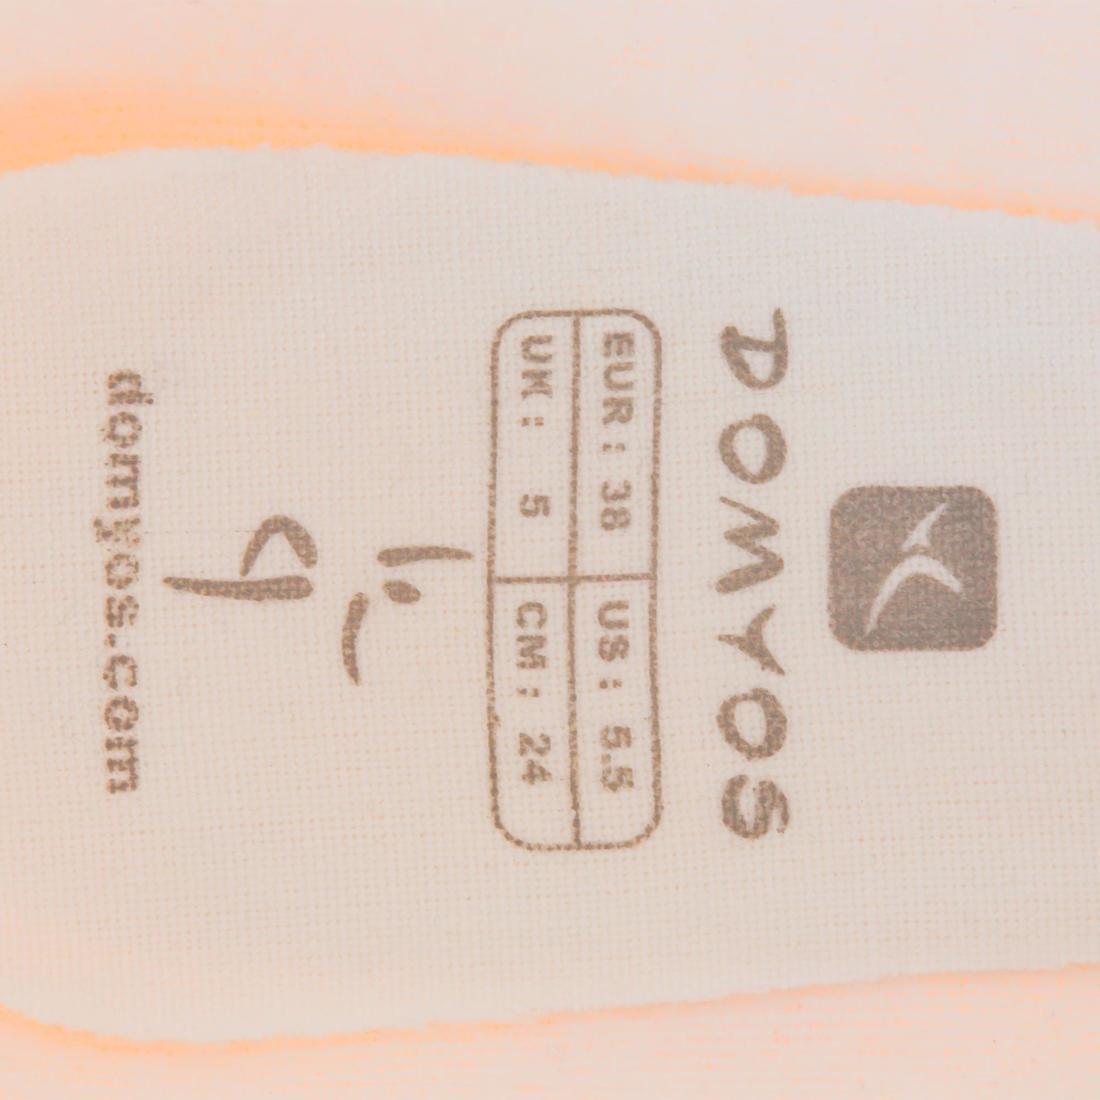 DOMYOS
EUR: 38 US: 5.5
UK: 5 CM: 24
domyos.com